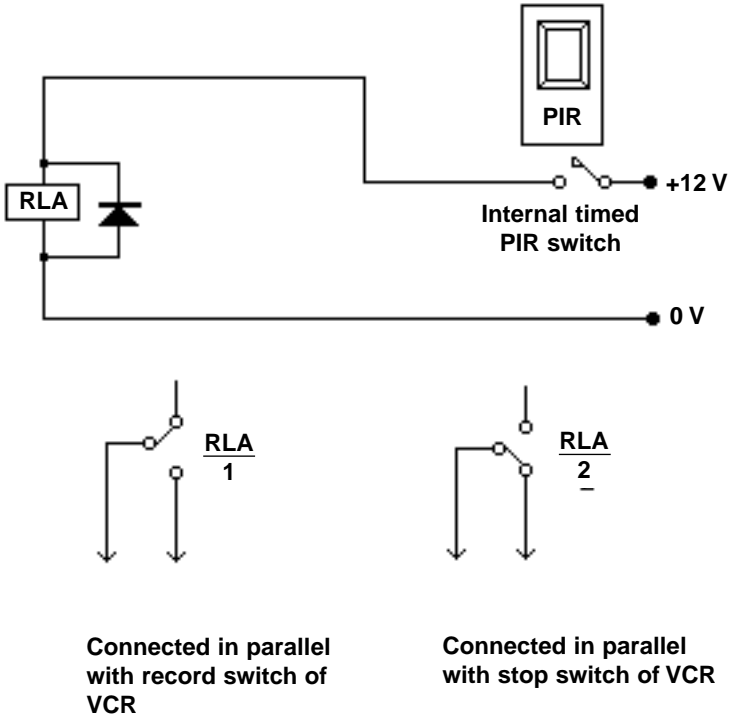 PIR
RLA
+12 V
Internal timed
PIR switch
0 V
RLA
1
RLA
2
Connected in parallel
with record switch of
VCR
Connected in parallel
with stop switch of VCR